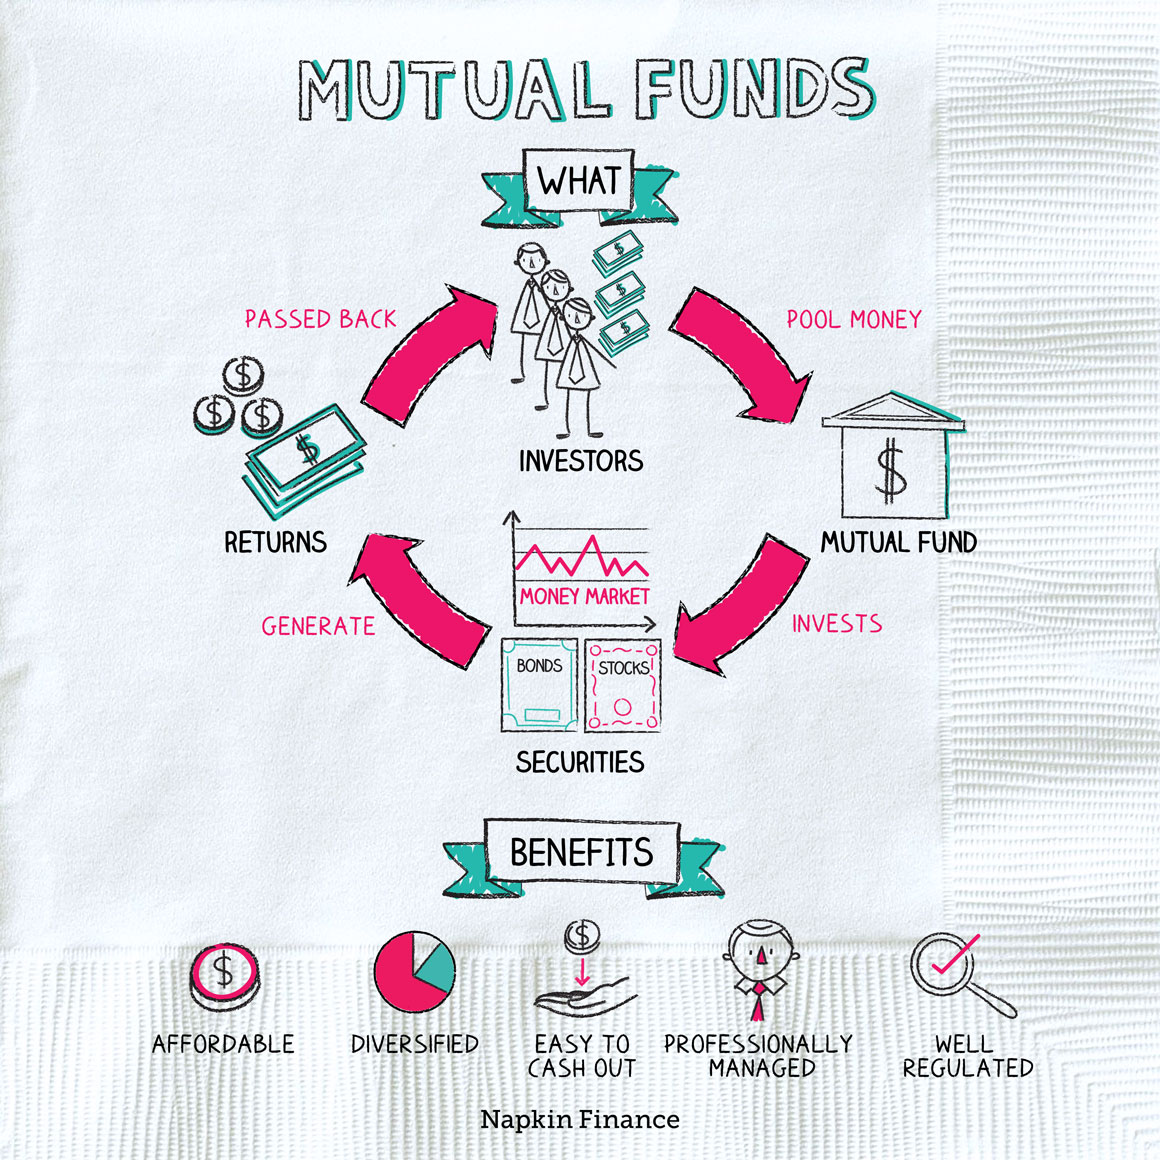 MUTUAL FUNDS
WHAT
PASSED BACK
POOL MONEY
$
$
$
INVESTORS
$
$
$
$
$
RETURNS
MUTUAL FUND
MONEY MARKET
GENERATE
INVESTS
BONDS
STOCKS
SECURITIES
BENEFITS
$
$
AFFORDABLE
DIVERSIFIED
EASY TO
CASH OUT
PROFESSIONALLY
MANAGED
WELL
REGULATED
Napkin Finance